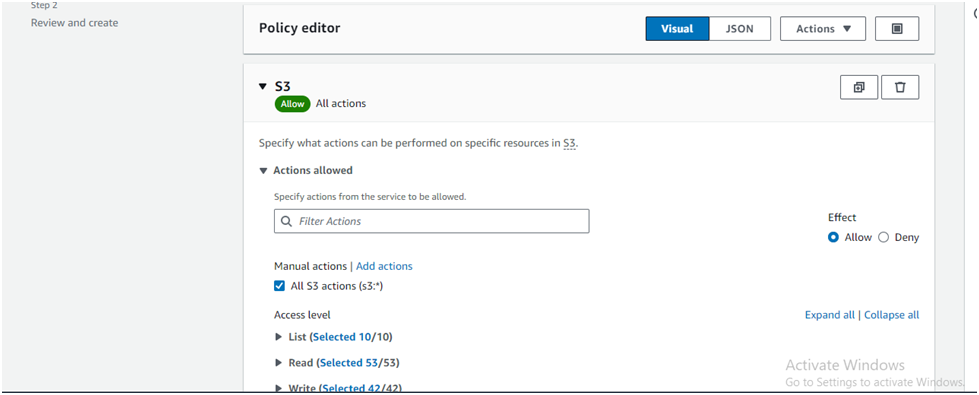 Step 2
Review and create
Policy editor
Visual
JSON
Actions
S3
Allow All actions
Specify what actions can be performed on specific resources in S3.
Actions allowed
Specify actions from the service to be allowed.
Filter Actions
Effect
Allow Deny
Manual actions | Add actions
All S3 actions (s3:*)
Access level
Expand all | Collapse all
List (Selected 10/10)
Read (Selected 53/53)
Write (Selected 42/42)
Activate Windows
Go to Settings to activate Windows.